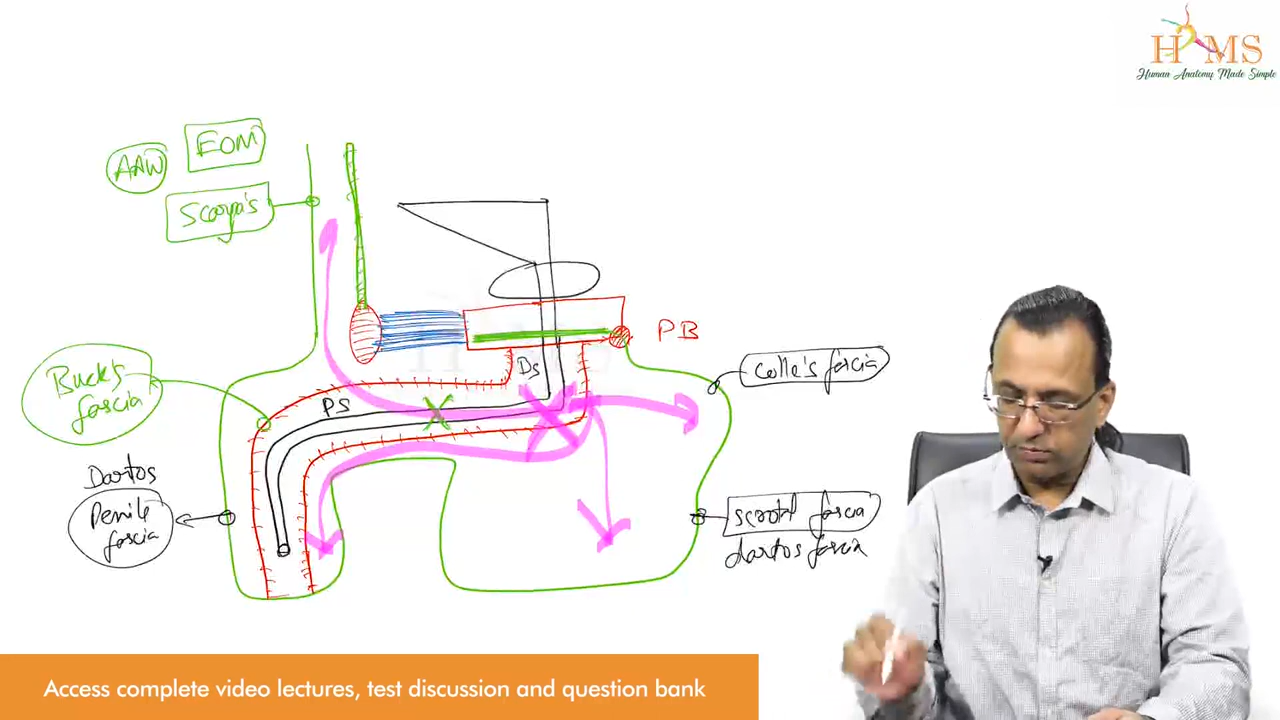 HAMS
Human Anatomy Made Simple
AAW
EOM
Scarpa's
PB
Ds
Buck's
fascia
PS
Colle's fascia
Dartos
Penile
fascia
scrotal fascia
dartos fascia
Access complete video lectures, test discussion and question bank